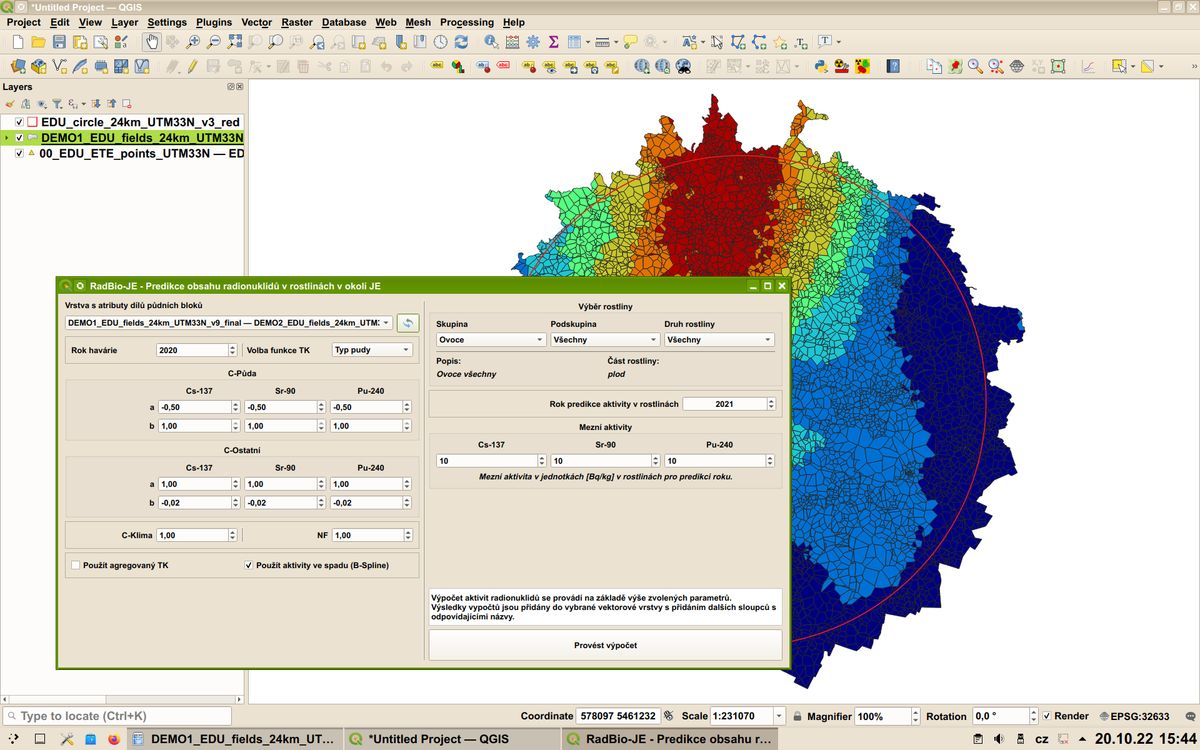 *Untitled Project — QGIS
Project Edit View Layer Settings Plugins Vector Raster Database Web Mesh Processing Help
Layers
EDU_circle_24km_UTM33N_v3_red
DEMO1_EDU_fields_24km_UTM33N
00_EDU_ETE_points_UTM33N — ED
RadBio-JE - Predikce obsahu radionuklidů v rostlinách v okolí JE
Vrstva s atributy dílů půdních bloků
DEMO1_EDU_fields_24km_UTM33N_v9_final — DEMO2_EDU_fields_24km_UTM:
Rok havárie 2020 Volba funkce TK Typ pudy
C-Půda
Cs-137 Sr-90 Pu-240
a -0,50 -0,50 -0,50
b 1,00 1,00 1,00
C-Ostatní
Cs-137 Sr-90 Pu-240
a 1,00 1,00 1,00
b -0,02 -0,02 -0,02
C-Klima 1,00 NF 1,00
Použít agregovaný TK Použít aktivity ve spadu (B-Spline)
Výběr rostliny
Skupina Podskupina Druh rostliny
Ovoce Všechny Všechny
Popis: Část rostliny:
Ovoce všechny plod
Rok predikce aktivity v rostlinách 2021
Mezní aktivity
Cs-137 Sr-90 Pu-240
10 10 10
Mezní aktivita v jednotkách [Bq/kg] v rostlinách pro predikci roku.
Výpočet aktivit radionuklidů se provádí na základě výše zvolených parametrů.
Výsledky vypočtů jsou přidány do vybrané vektorové vrstvy s přidáním dalších sloupců s
odpovídajícími názvy.
Provést výpočet
Type to locate (Ctrl+K) Coordinate 578097 5461232 Scale 1:231070 Magnifier 100% Rotation 0,0 ° Render EPSG:32633
DEMO1_EDU_fields_24km_UT... *Untitled Project — QGIS RadBio-JE - Predikce obsahu r... cz 20.10.22 15:44